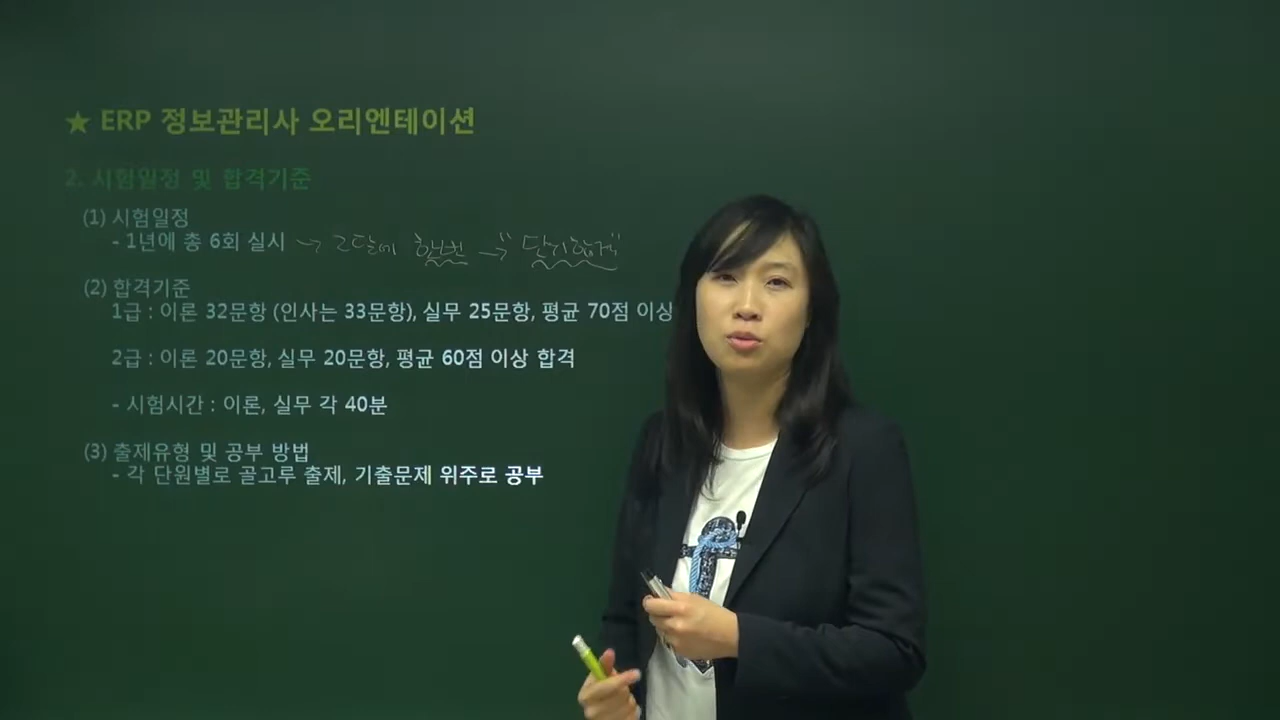 ★ ERP 정보관리사 오리엔테이션
2. 시험일정 및 합격기준
(1) 시험일정
- 1년에 총 6회 실시 → 2달에 한번 → "단기합격"
(2) 합격기준
1급 : 이론 32문항 (인사는 33문항), 실무 25문항, 평균 70점 이상
2급 : 이론 20문항, 실무 20문항, 평균 60점 이상 합격
- 시험시간 : 이론, 실무 각 40분
(3) 출제유형 및 공부 방법
- 각 단원별로 골고루 출제, 기출문제 위주로 공부